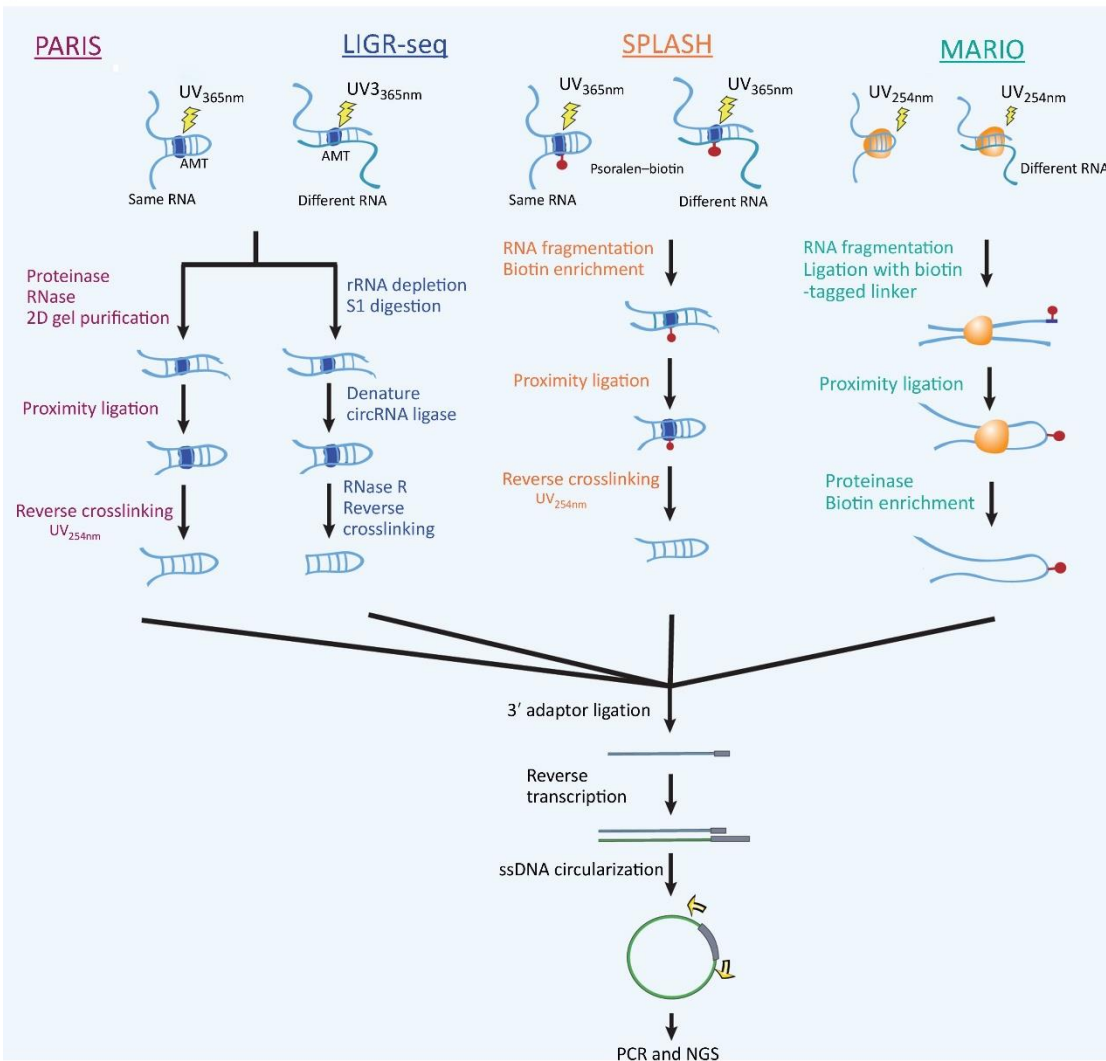 PARIS
LIGR-seq
SPLASH
MARIO
UV365nm
AMT
Same RNA
UV3365nm
AMT
Different RNA
UV365nm
Psoralen–biotin
Same RNA
UV365nm
Different RNA
UV254nm
UV254nm
Different RNA
Proteinase
RNase
2D gel purification
rRNA depletion
S1 digestion
RNA fragmentation
Biotin enrichment
RNA fragmentation
Ligation with biotin
-tagged linker
Proximity ligation
Denature
circRNA ligase
Proximity ligation
Proximity ligation
Reverse crosslinking
UV254nm
RNase R
Reverse
crosslinking
Reverse crosslinking
UV254nm
Proteinase
Biotin enrichment
3′ adaptor ligation
Reverse
transcription
ssDNA circularization
PCR and NGS